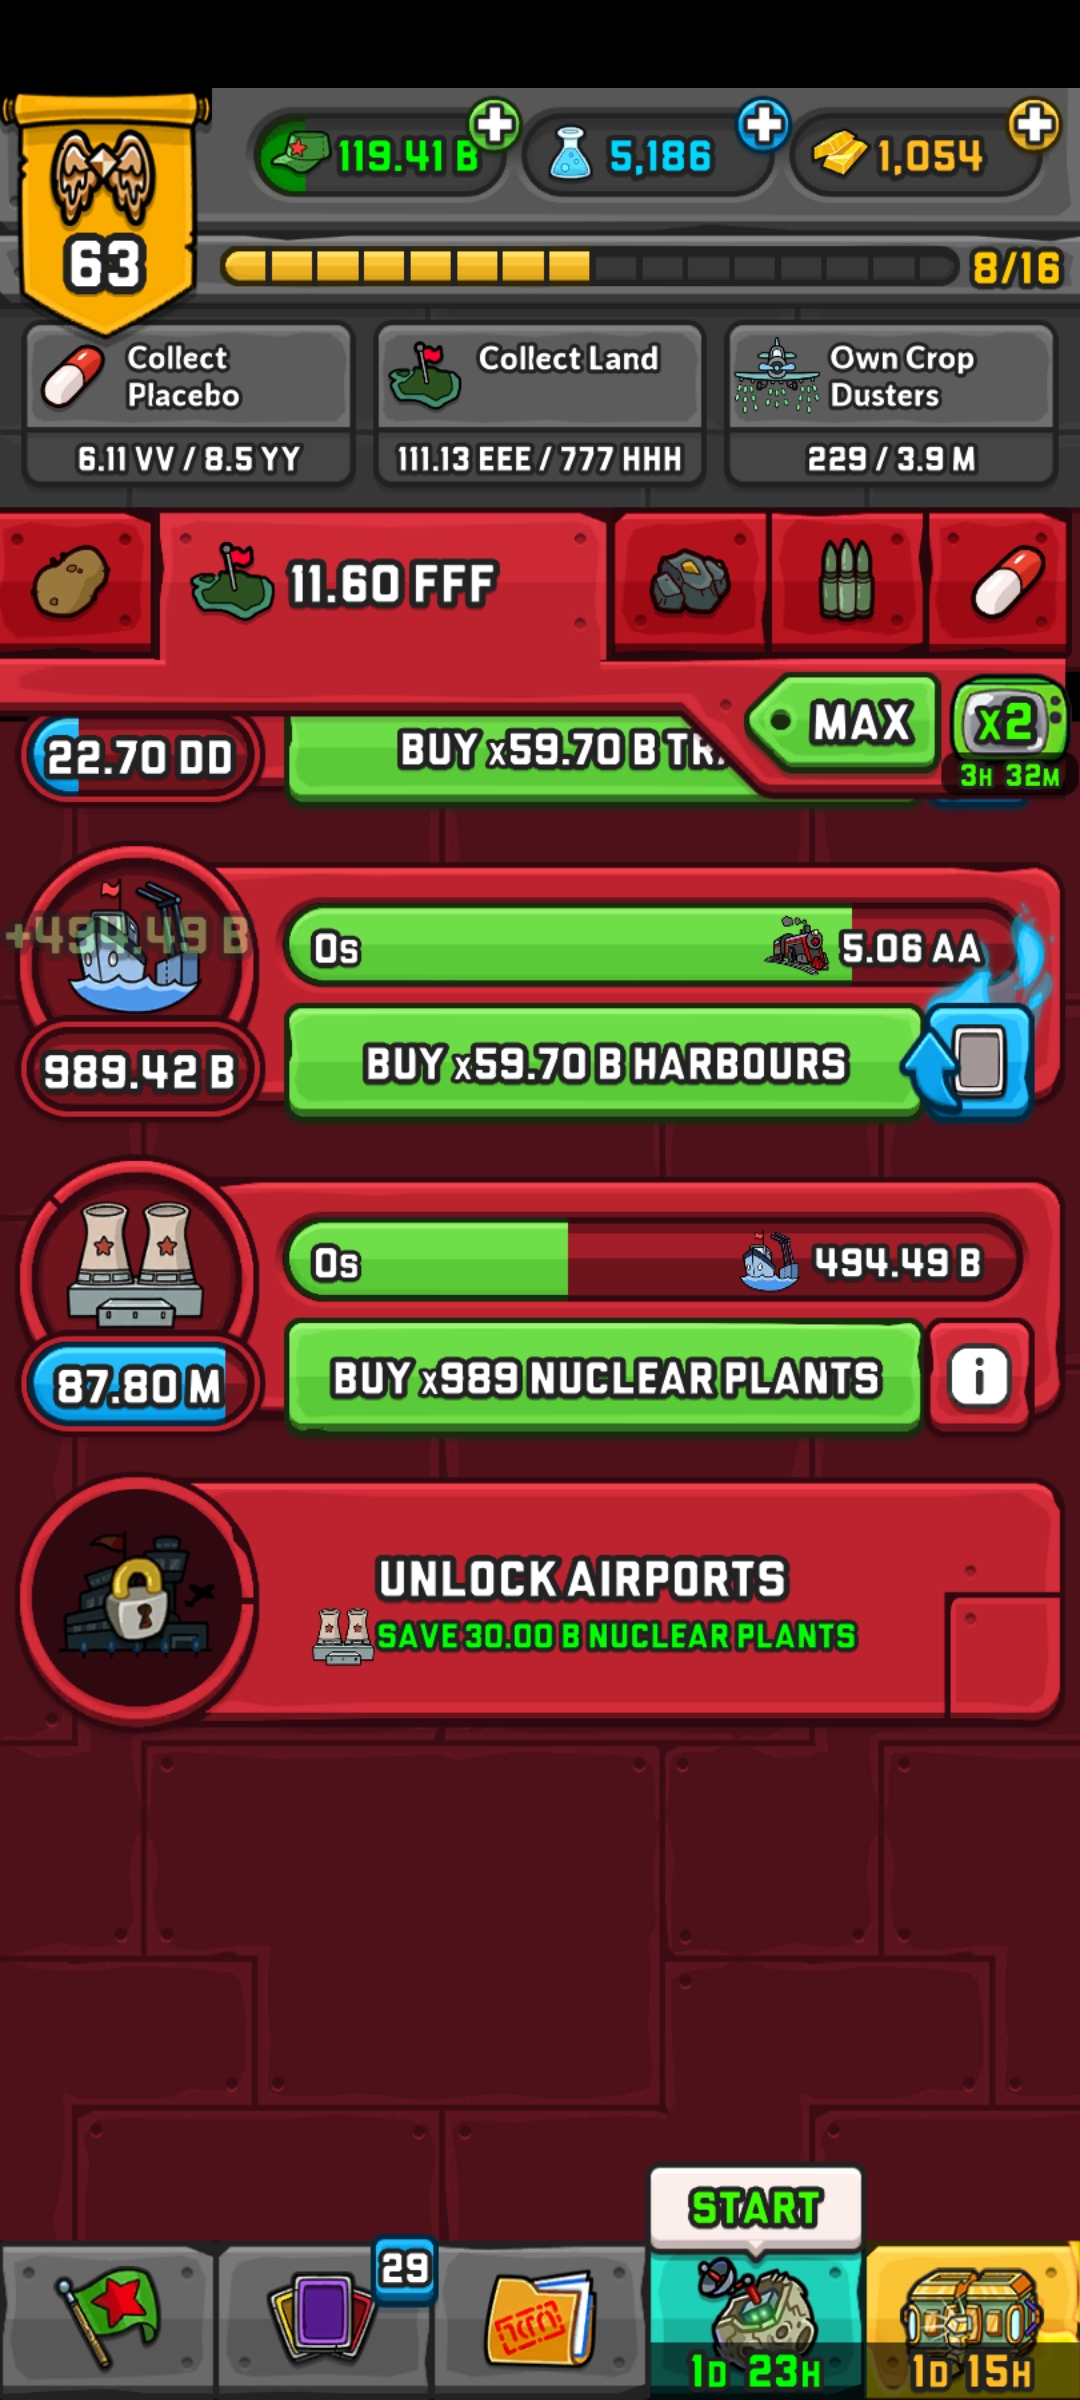 119.41 B
5,186
1,054
63
8/16
Collect
Placebo
6.11 VV / 8.5 YY
Collect Land
111.13 EEE / 777 HHH
Own Crop
Dusters
229 / 3.9 M
11.60 FFF
MAX
x2
3H 32M
22.70 DD
BUY x59.70 B TR
+494.49 B
0s
5.06 AA
989.42 B
BUY x59.70 B HARBOURS
0s
494.49 B
87.80 M
BUY x989 NUCLEAR PLANTS
i
UNLOCK AIRPORTS
SAVE 30.00 B NUCLEAR PLANTS
START
29
1D 23H
1D 15H